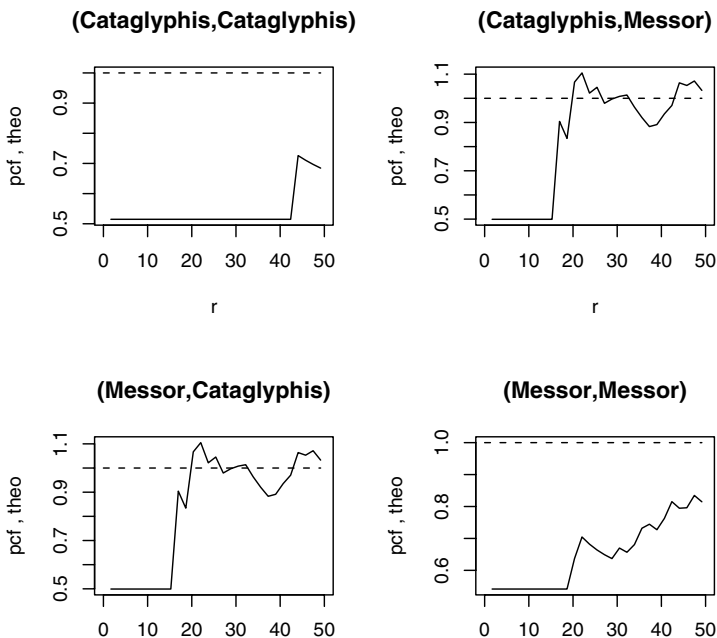 (Cataglyphis,Cataglyphis)
pcf , theo
0.5 0.7 0.9
0 10 20 30 40 50
r
(Cataglyphis,Messor)
pcf , theo
0.5 0.7 0.9 1.1
0 10 20 30 40 50
r
(Messor,Cataglyphis)
pcf , theo
0.5 0.7 0.9 1.1
0 10 20 30 40 50
(Messor,Messor)
pcf , theo
0.6 0.8 1.0
0 10 20 30 40 50